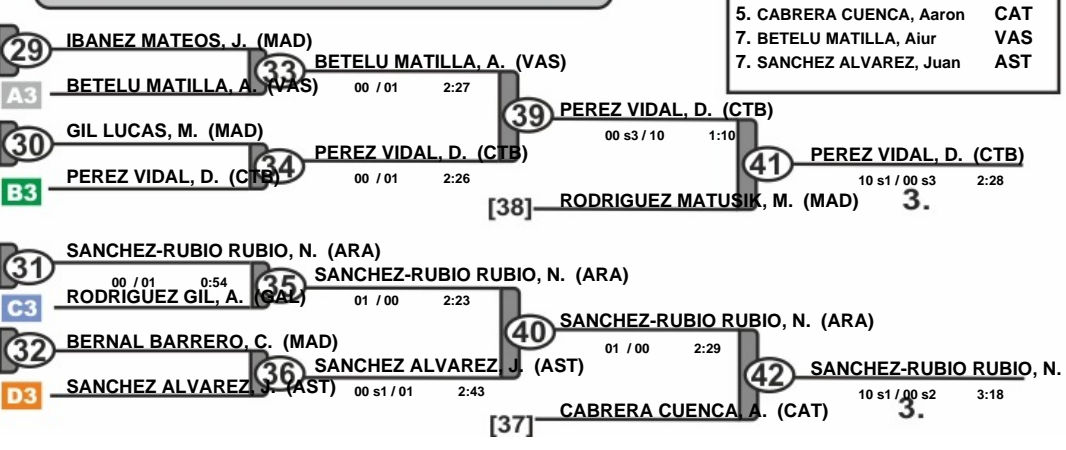 5. CABRERA CUENCA, Aaron CAT
7. BETELU MATILLA, Aiur VAS
7. SANCHEZ ALVAREZ, Juan AST
29
IBANEZ MATEOS, J. (MAD)
A3
BETELU MATILLA, A. (VAS)
33
BETELU MATILLA, A. (VAS)
00 / 01 2:27
30
GIL LUCAS, M. (MAD)
B3
PEREZ VIDAL, D. (CTB)
34
PEREZ VIDAL, D. (CTB)
00 / 01 2:26
39
PEREZ VIDAL, D. (CTB)
00 s3 / 10 1:10
[38]
RODRIGUEZ MATUSIK, M. (MAD)
41
PEREZ VIDAL, D. (CTB)
10 s1 / 00 s3 2:28
3.
31
SANCHEZ-RUBIO RUBIO, N. (ARA)
00 / 01 0:54
C3
RODRIGUEZ GIL, A. (GAL)
35
SANCHEZ-RUBIO RUBIO, N. (ARA)
01 / 00 2:23
32
BERNAL BARRERO, C. (MAD)
D3
SANCHEZ ALVAREZ, J. (AST)
36
SANCHEZ ALVAREZ, J. (AST)
00 s1 / 01 2:43
40
SANCHEZ-RUBIO RUBIO, N. (ARA)
01 / 00 2:29
[37]
CABRERA CUENCA, A. (CAT)
42
SANCHEZ-RUBIO RUBIO, N.
10 s1 / 00 s2 3:18
3.